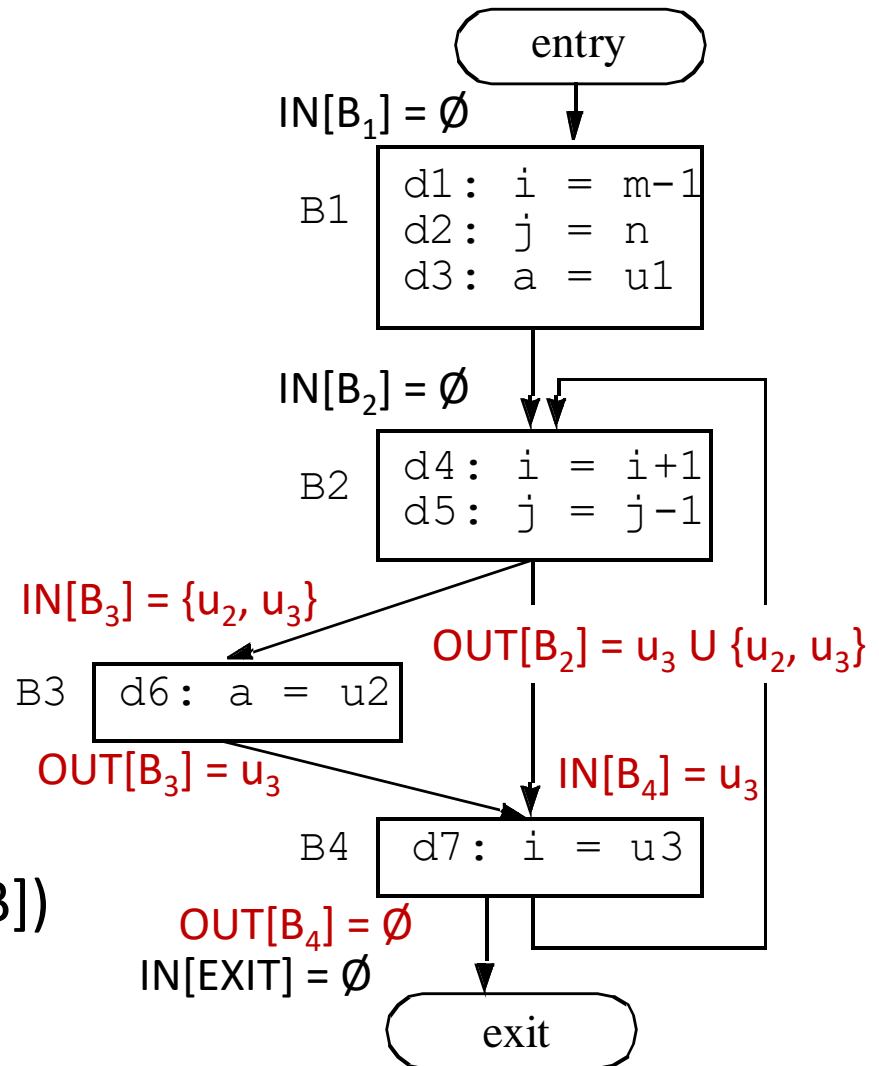 entry
IN[B₁] = Ø
B1
d1: i = m-1
d2: j = n
d3: a = u1
IN[B₂] = Ø
B2
d4: i = i+1
d5: j = j-1
IN[B₃] = {u₂, u₃}
OUT[B₂] = u₃ U {u₂, u₃}
B3
d6: a = u2
OUT[B₃] = u₃
IN[B₄] = u₃
B4
d7: i = u3
B])
OUT[B₄] = Ø
IN[EXIT] = Ø
exit